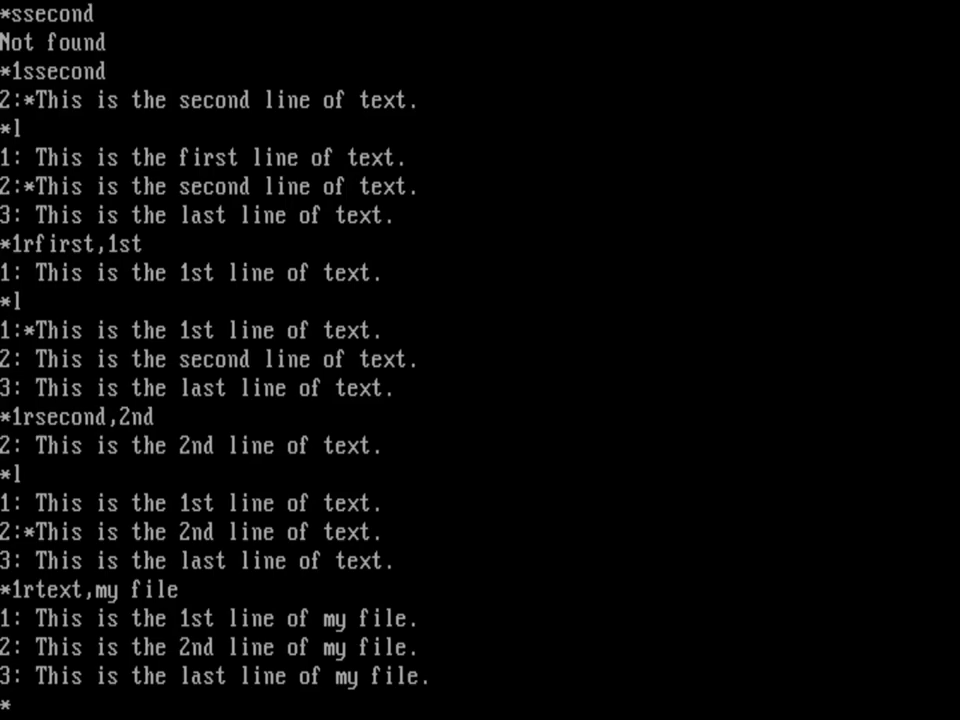 *ssecond
Not found
*1ssecond
2:*This is the second line of text.
*l
1: This is the first line of text.
2:*This is the second line of text.
3: This is the last line of text.
*1rfirst,1st
1: This is the 1st line of text.
*l
1:*This is the 1st line of text.
2: This is the second line of text.
3: This is the last line of text.
*1rsecond,2nd
2: This is the 2nd line of text.
*l
1: This is the 1st line of text.
2:*This is the 2nd line of text.
3: This is the last line of text.
*1rtext,my file
1: This is the 1st line of my file.
2: This is the 2nd line of my file.
3: This is the last line of my file.
*